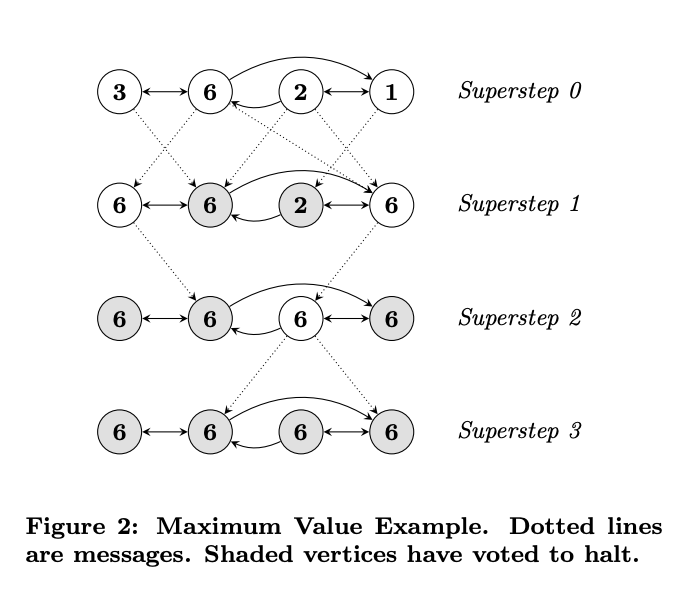 3 6 2 1 Superstep 0
6 6 2 6 Superstep 1
6 6 6 6 Superstep 2
6 6 6 6 Superstep 3
Figure 2: Maximum Value Example. Dotted lines
are messages. Shaded vertices have voted to halt.